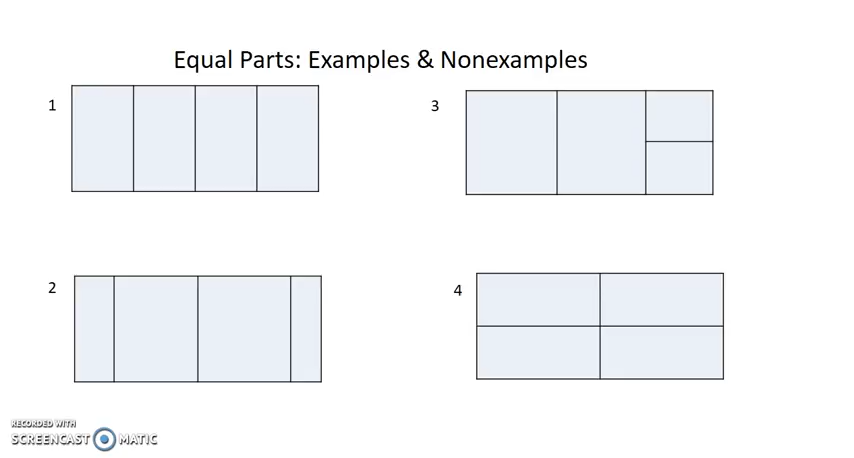 Equal Parts: Examples & Nonexamples
1
3
2
4
RECORDED WITH
SCREENCAST MATIC